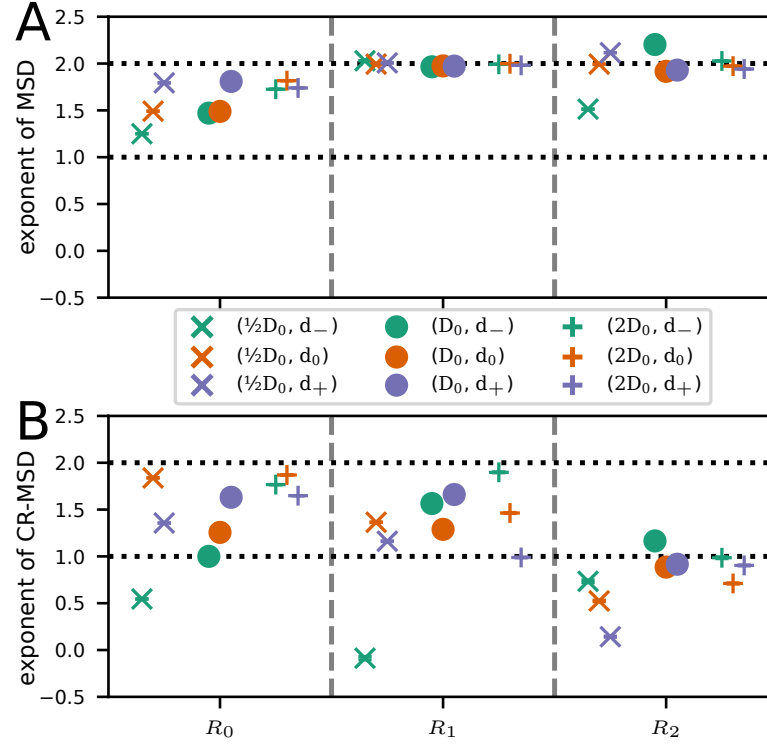 A
exponent of MSD
2.5
2.0
1.5
1.0
0.5
0.0
−0.5
(½D₀, d₋) (D₀, d₋) (2D₀, d₋)
(½D₀, d₀) (D₀, d₀) (2D₀, d₀)
(½D₀, d₊) (D₀, d₊) (2D₀, d₊)
B
exponent of CR-MSD
2.5
2.0
1.5
1.0
0.5
0.0
−0.5
R₀ R₁ R₂